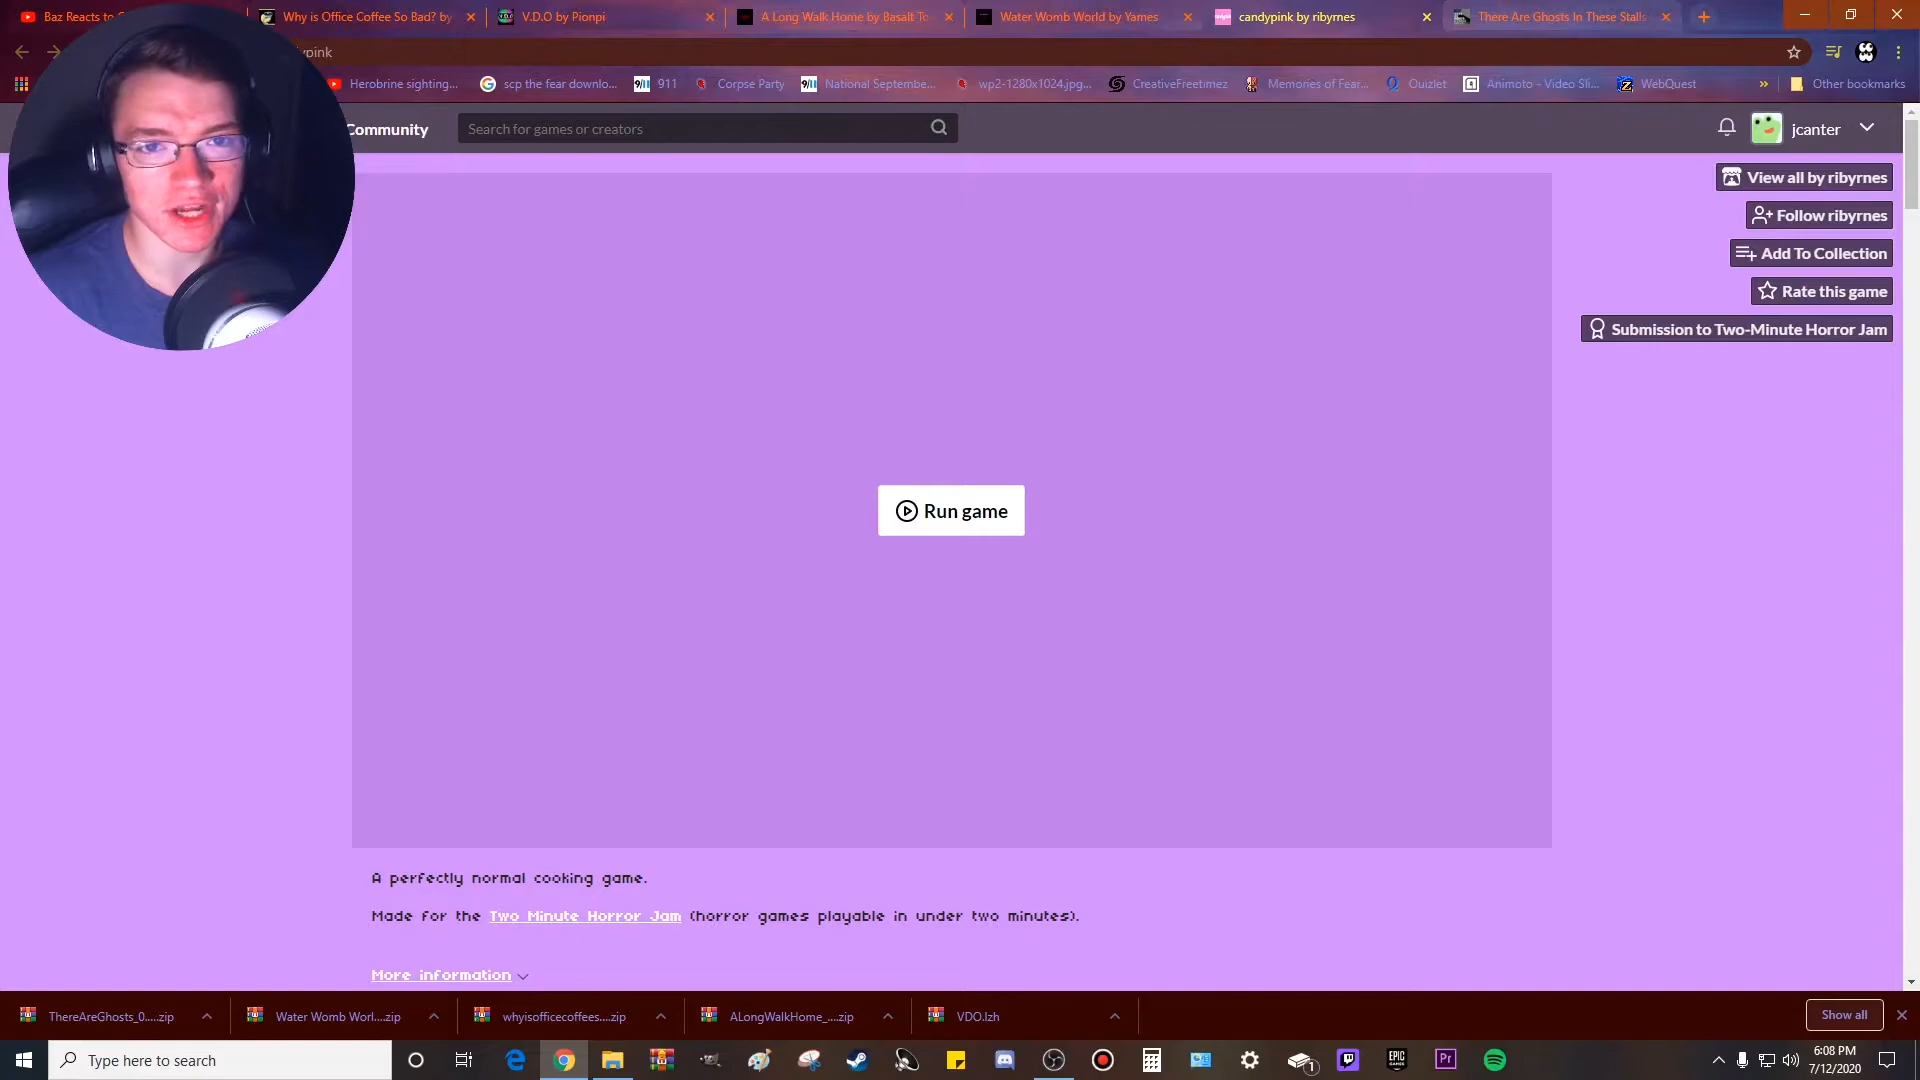 Baz Reacts to
Why is Office Coffee So Bad? by
V.D.O by Pionpi
A Long Walk Home by Basalt To
Water Womb World by Yames
candypink by ribyrnes
There Are Ghosts In These Stalls
ypink
Herobrine sighting...
scp the fear downlo...
911
Corpse Party
National Septembe...
wp2-1280x1024.jpg...
CreativeFreetimez
Memories of Fear...
Quizlet
Animoto - Video Sli...
WebQuest
»
Other bookmarks
Community
Search for games or creators
jcanter
View all by ribyrnes
Follow ribyrnes
Add To Collection
Rate this game
Submission to Two-Minute Horror Jam
Run game
A perfectly normal cooking game.
Made for the Two Minute Horror Jam (horror games playable in under two minutes).
More information
ThereAreGhosts_0.....zip
Water Womb Worl....zip
whyisofficecoffees....zip
ALongWalkHome_....zip
VDO.lzh
Show all
Type here to search
6:08 PM
7/12/2020